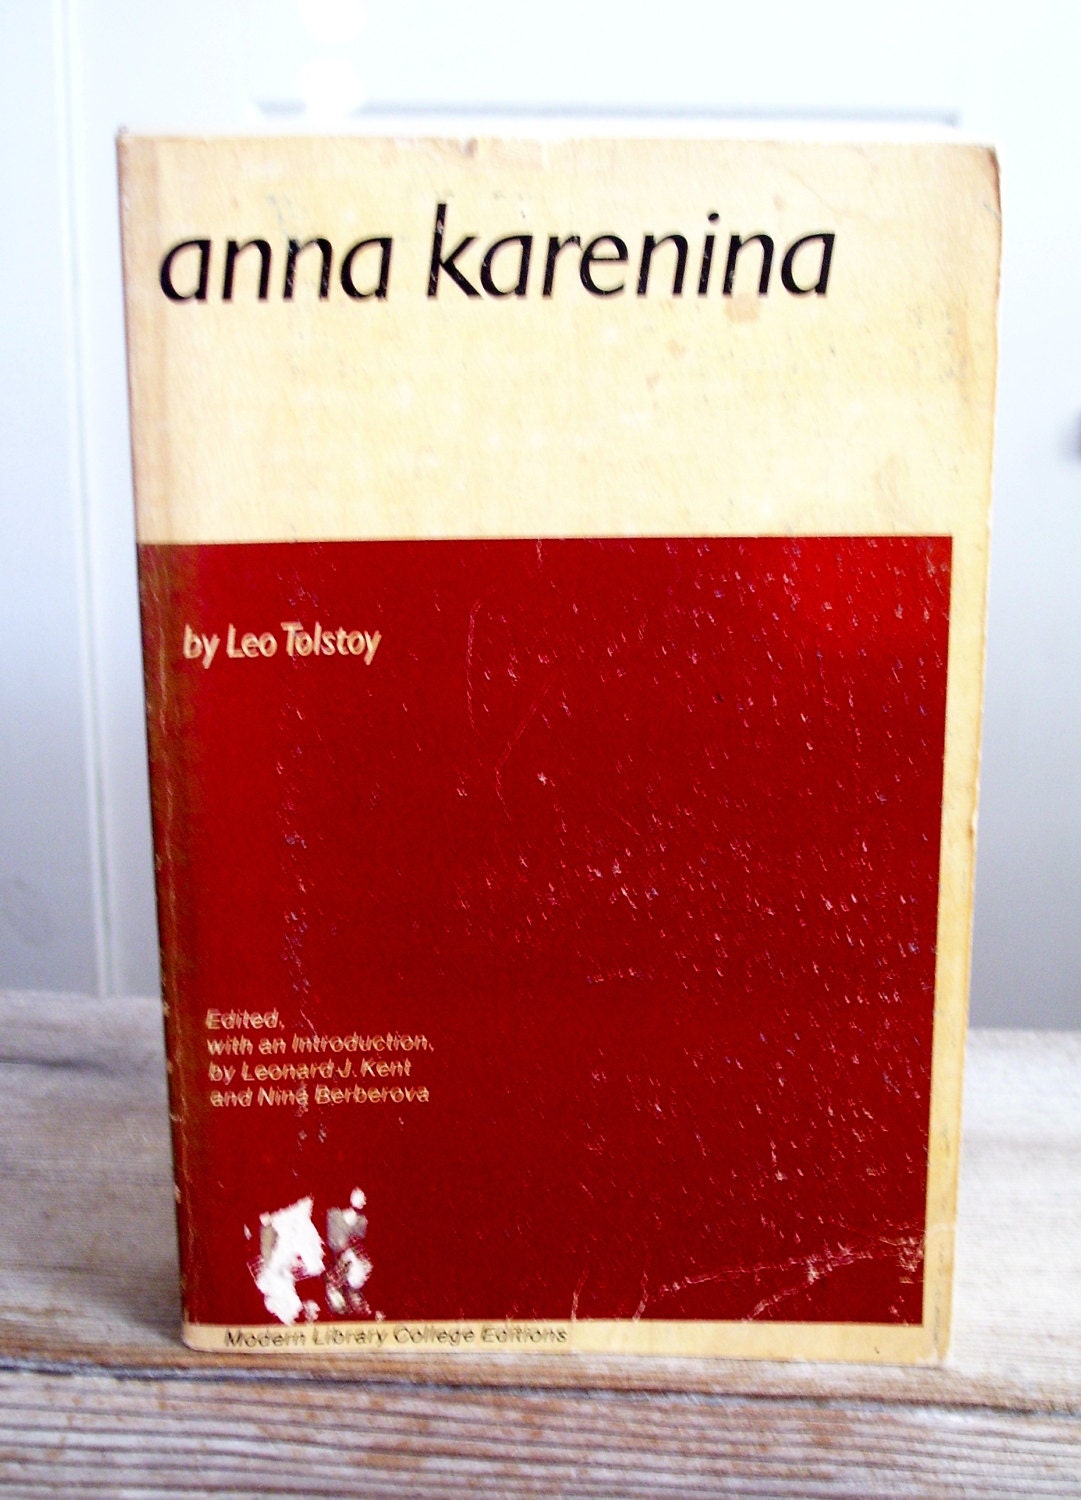 anna karenina
by Leo Tolstoy
Edited,
with an Introduction,
by Leonard J. Kent
and Nina Berberova
Modern Library College Editions